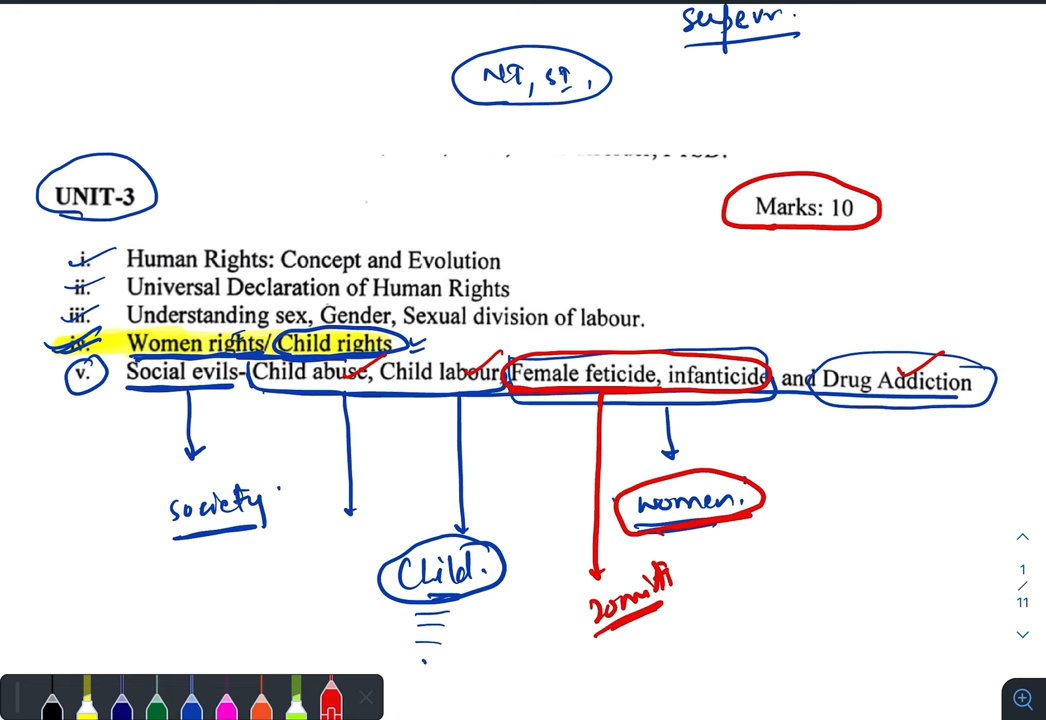 superr.
NT, ST,
UNIT-3
Marks: 10
i. Human Rights: Concept and Evolution
ii. Universal Declaration of Human Rights
iii. Understanding sex, Gender, Sexual division of labour.
iv. Women rights/ Child rights
v. Social evils- Child abuse, Child labour, Female feticide, infanticide, and Drug Addiction
society.
women.
Child.
1
/
11